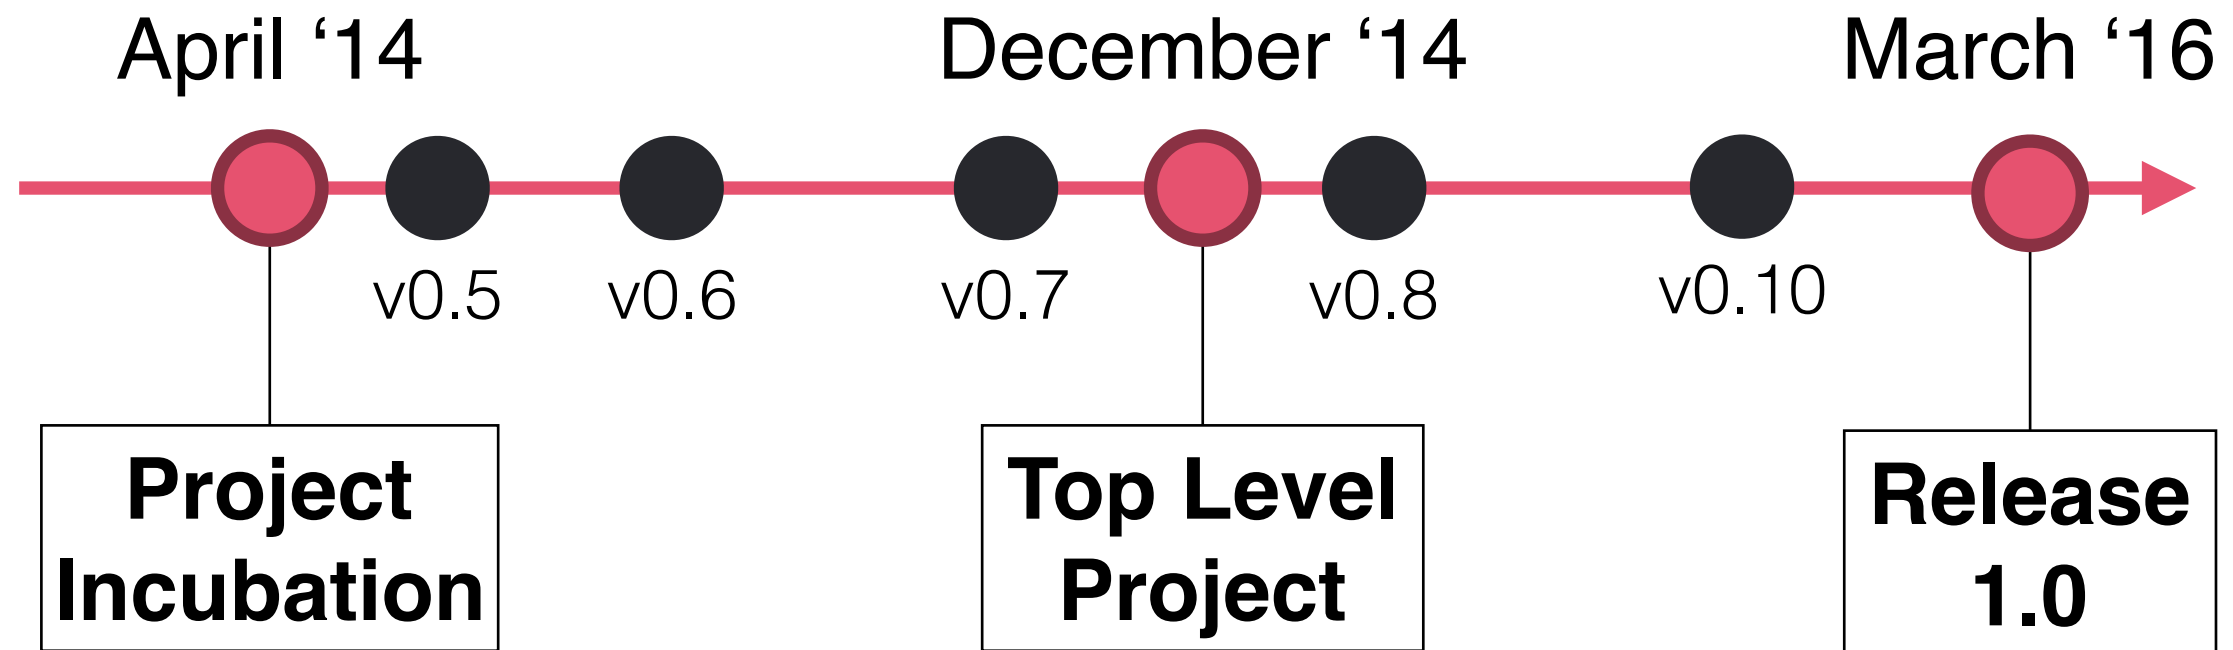 April ‘14
December ‘14
March ‘16
v0.5
v0.6
v0.7
v0.8
v0.10
Project
Incubation
Top Level
Project
Release
1.0